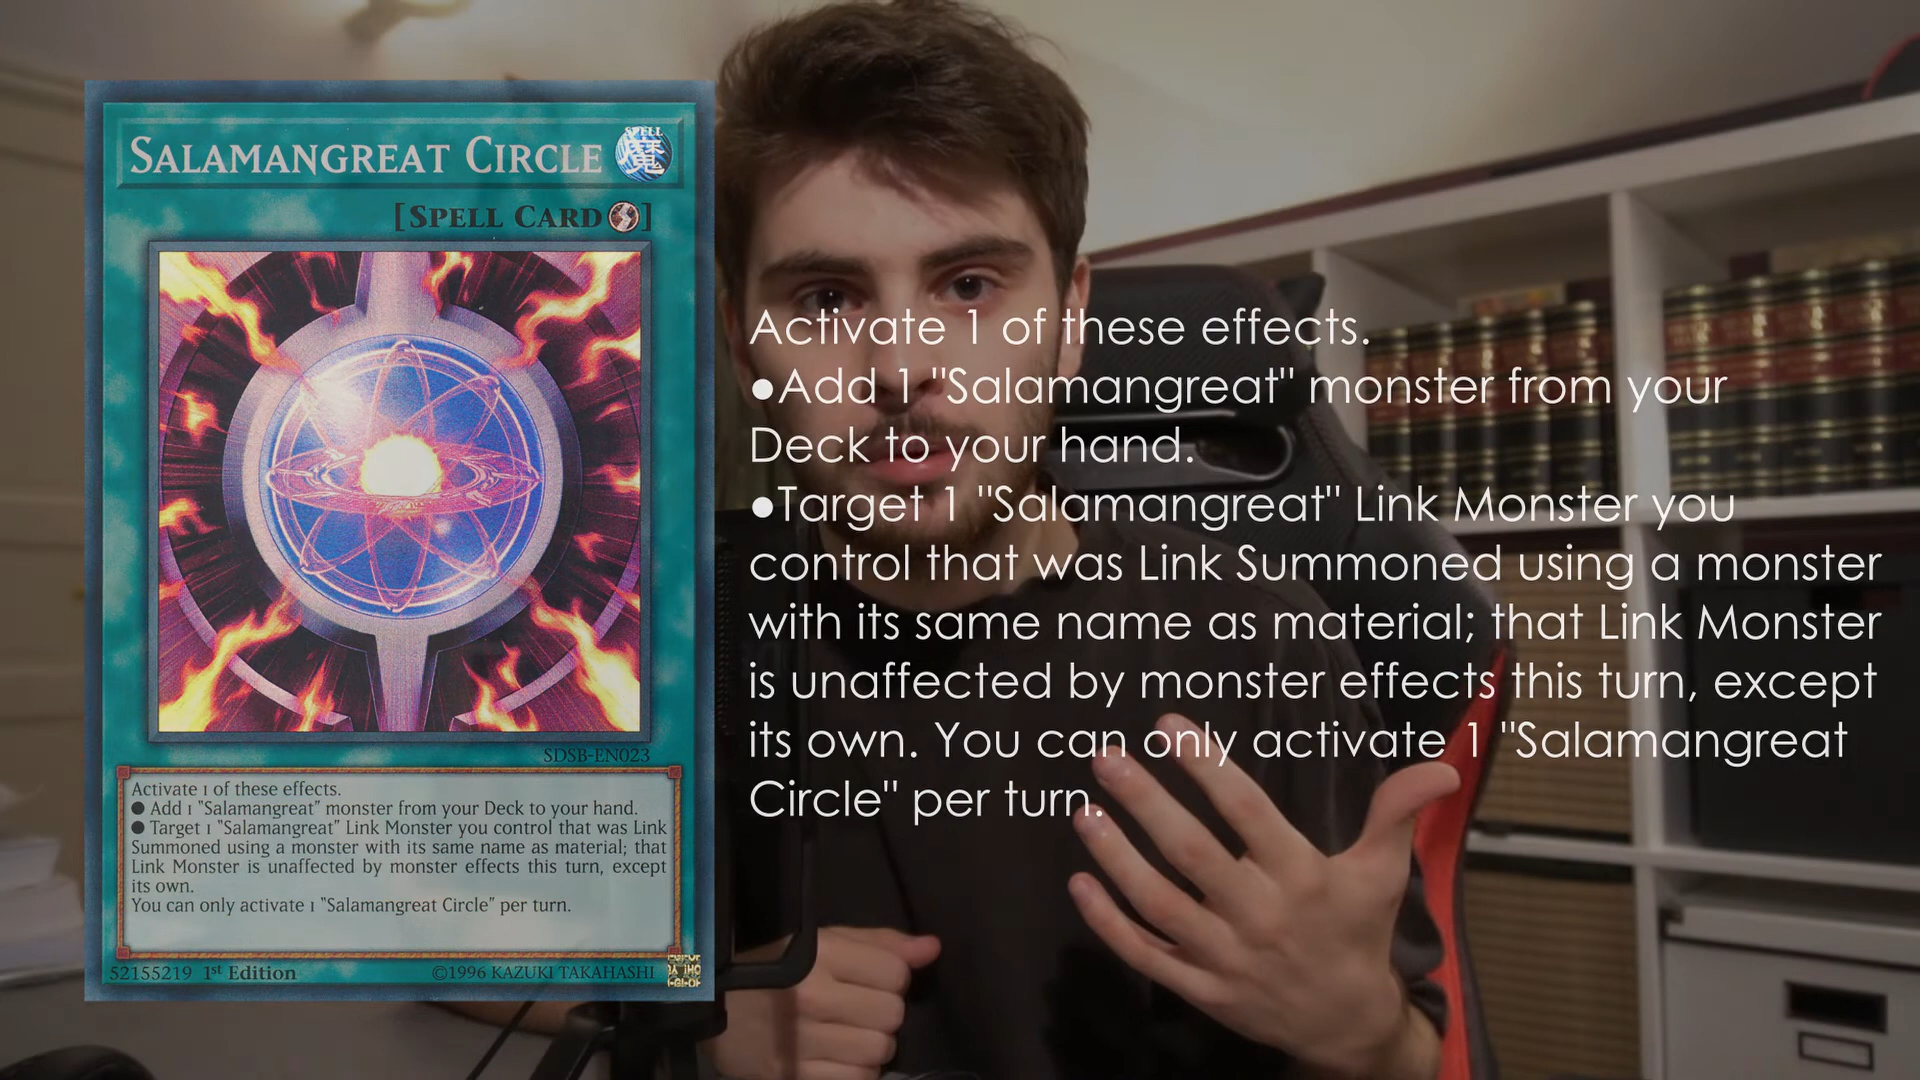 SALAMANGREAT CIRCLE
SPELL
魔
[SPELL CARD]
SDSB-EN023
Activate 1 of these effects.
● Add 1 "Salamangreat" monster from your Deck to your hand.
● Target 1 "Salamangreat" Link Monster you control that was Link
Summoned using a monster with its same name as material; that
Link Monster is unaffected by monster effects this turn, except
its own.
You can only activate 1 "Salamangreat Circle" per turn.
52155219 1st Edition
©1996 KAZUKI TAKAHASHI
Activate 1 of these effects.
●Add 1 "Salamangreat" monster from your
Deck to your hand.
●Target 1 "Salamangreat" Link Monster you
control that was Link Summoned using a monster
with its same name as material; that Link Monster
is unaffected by monster effects this turn, except
its own. You can only activate 1 "Salamangreat
Circle" per turn.